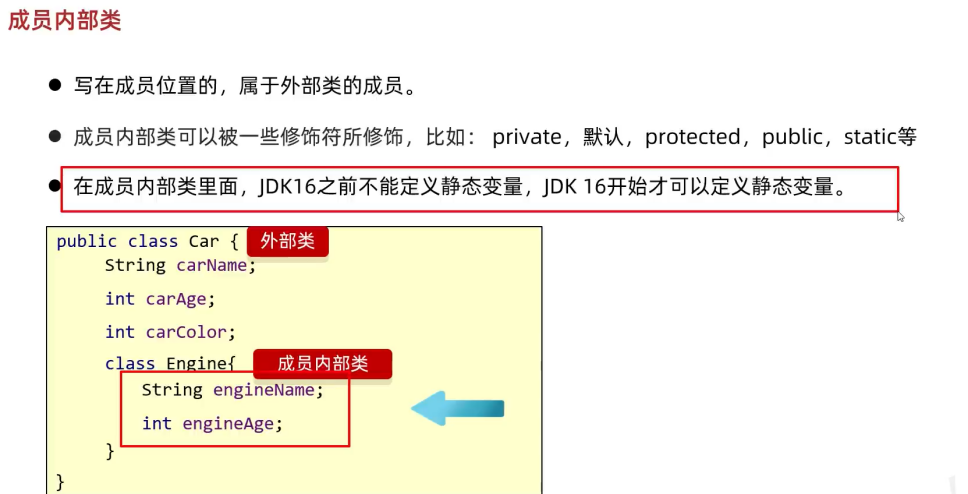 成员内部类
● 写在成员位置的，属于外部类的成员。
● 成员内部类可以被一些修饰符所修饰，比如： private，默认，protected，public，static等
● 在成员内部类里面，JDK16之前不能定义静态变量，JDK 16开始才可以定义静态变量。
public class Car { 外部类
String carName;
int carAge;
int carColor;
class Engine{ 成员内部类
String engineName;
int engineAge;
}
}